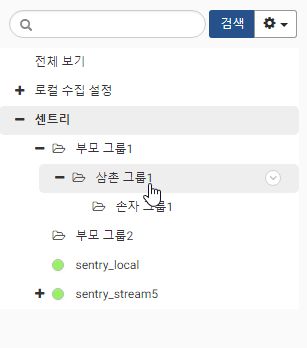 검색
전체 보기
로컬 수집 설정
센트리
부모 그룹1
삼촌 그룹1
손자 그룹1
부모 그룹2
sentry_local
sentry_stream5